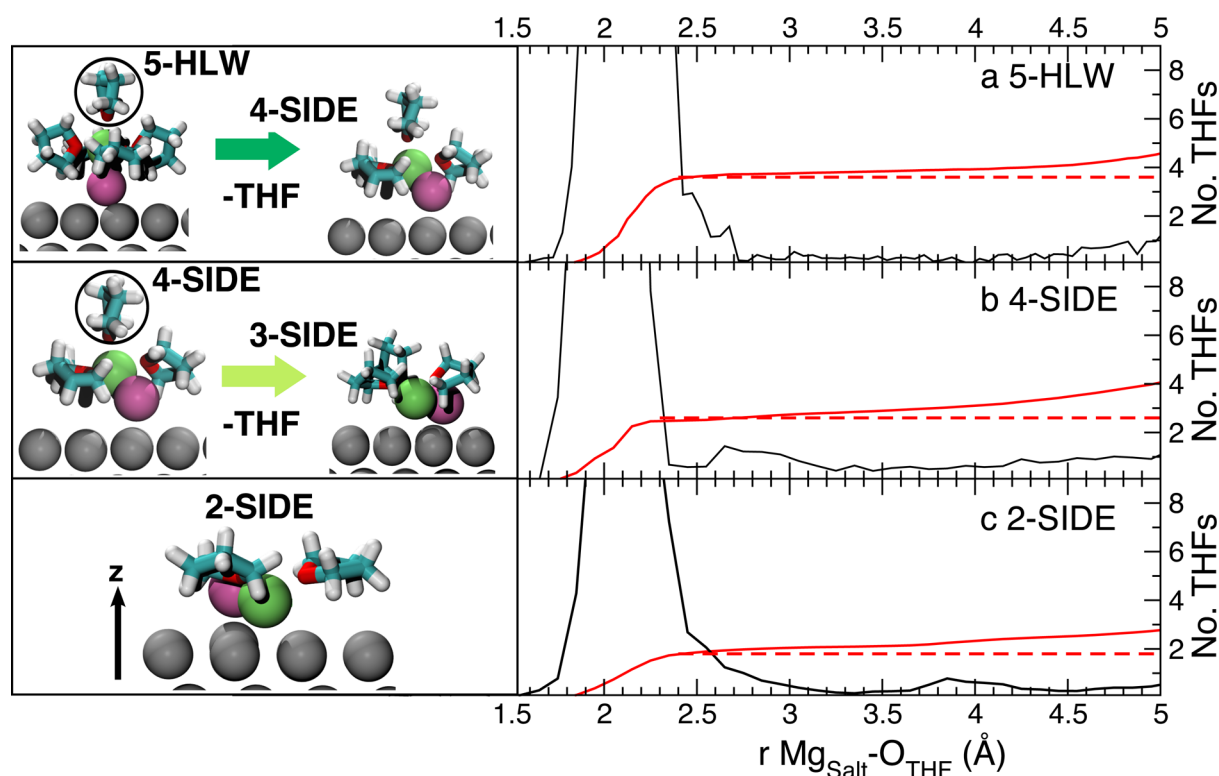 1.5 2 2.5 3 3.5 4 4.5 5
5-HLW
4-SIDE
-THF
a 5-HLW
8
6
4
2
No. THFs
4-SIDE
3-SIDE
-THF
b 4-SIDE
8
6
4
2
No. THFs
2-SIDE
z
c 2-SIDE
8
6
4
2
No. THFs
1.5 2 2.5 3 3.5 4 4.5 5
r Mg_Salt-O_THF (Å)